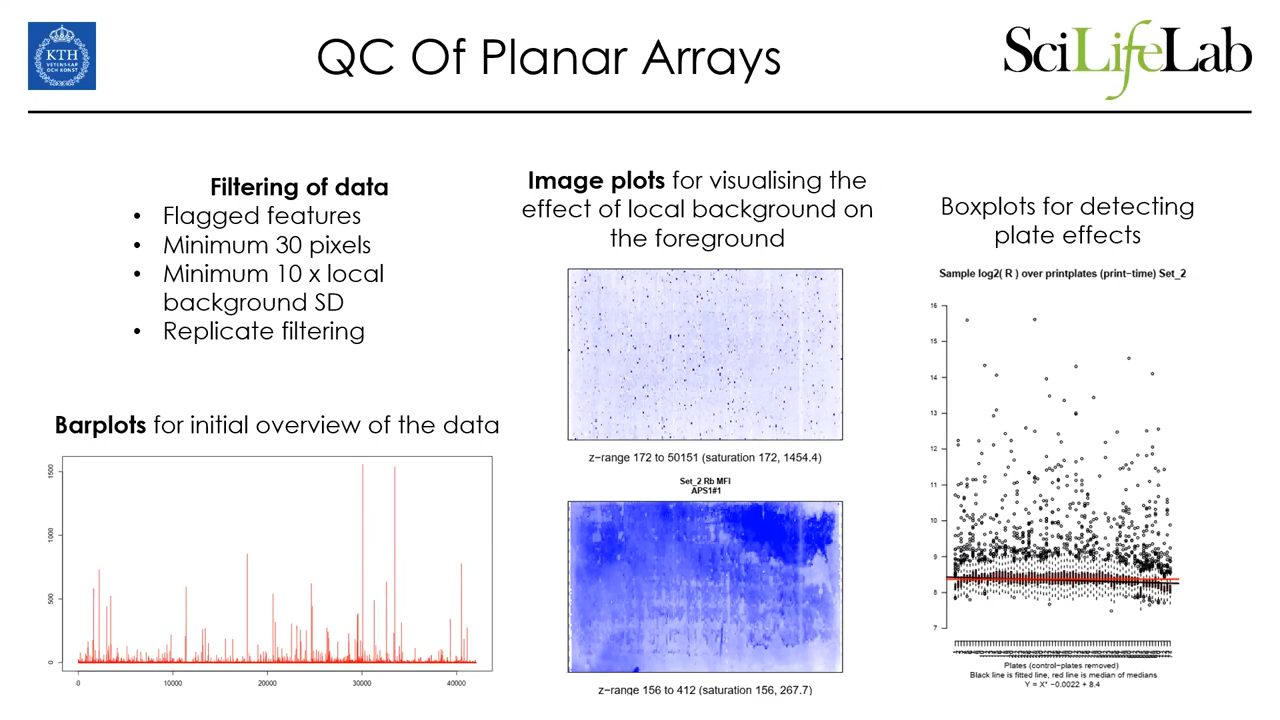 KTH
VETENSKAP
OCH KONST
QC Of Planar Arrays
SciLifeLab
Filtering of data
• Flagged features
• Minimum 30 pixels
• Minimum 10 x local
background SD
• Replicate filtering
Barplots for initial overview of the data
1500
1000
500
0
0 10000 20000 30000 40000
Image plots for visualising the
effect of local background on
the foreground
z-range 172 to 50151 (saturation 172, 1454.4)
Set_2 Rb MFI
APS1#1
z-range 156 to 412 (saturation 156, 267.7)
Boxplots for detecting
plate effects
Sample log2( R ) over printplates (print-time) Set_2
16
15
14
13
12
11
10
9
8
7
Plates (control-plates removed)
Black line is fitted line, red line is median of medians
Y = X* -0.0022 + 8.4